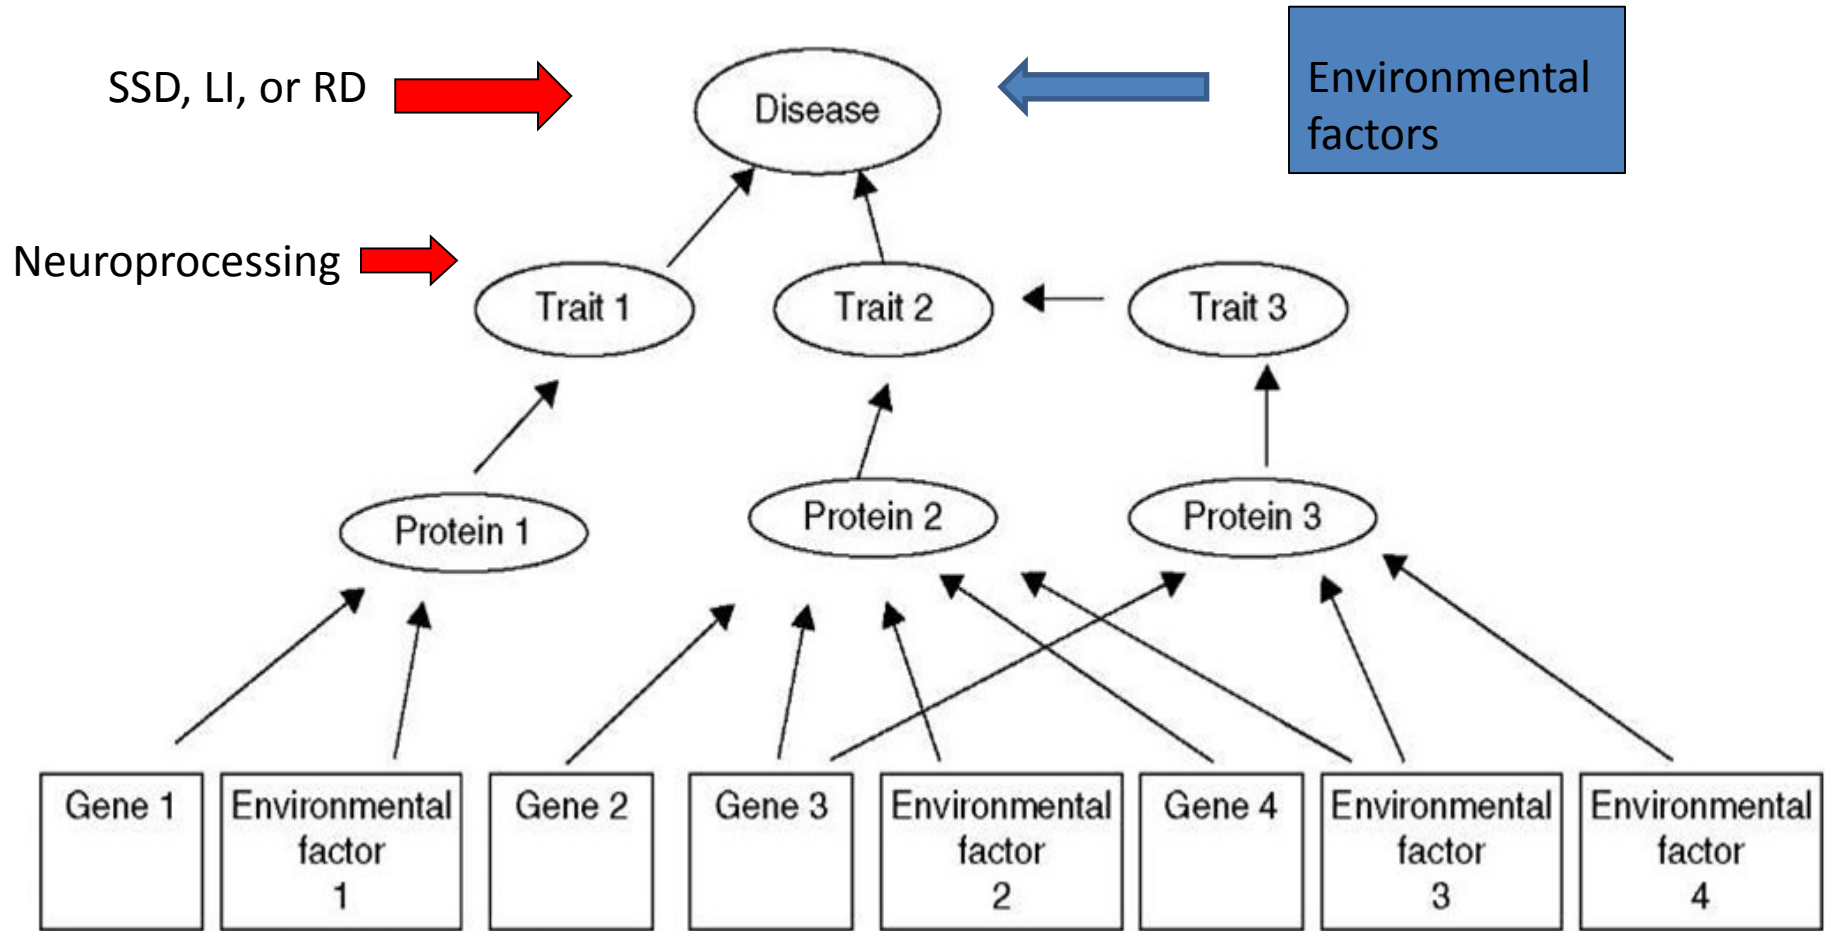 SSD, LI, or RD
Disease
Environmental
factors
Neuroprocessing
Trait 1
Trait 2
Trait 3
Protein 1
Protein 2
Protein 3
Gene 1
Environmental
factor
1
Gene 2
Gene 3
Environmental
factor
2
Gene 4
Environmental
factor
3
Environmental
factor
4